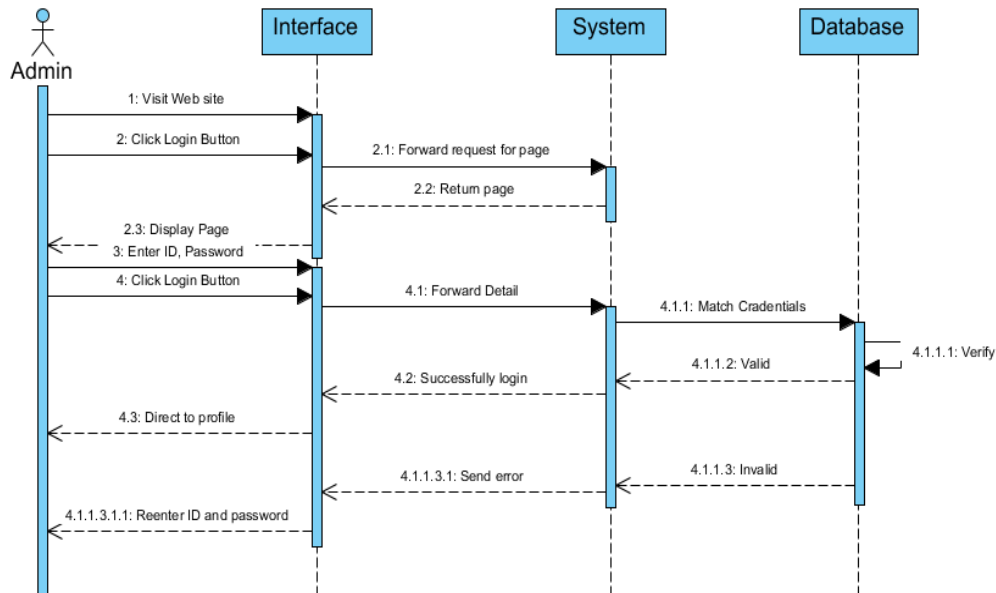 Admin
Interface
System
Database
1: Visit Web site
2: Click Login Button
2.1: Forward request for page
2.2: Return page
2.3: Display Page
3: Enter ID, Password
4: Click Login Button
4.1: Forward Detail
4.1.1: Match Credentials
4.1.1.1: Verify
4.1.1.2: Valid
4.2: Successfully login
4.3: Direct to profile
4.1.1.3: Invalid
4.1.1.3.1: Send error
4.1.1.3.1.1: Reenter ID and password